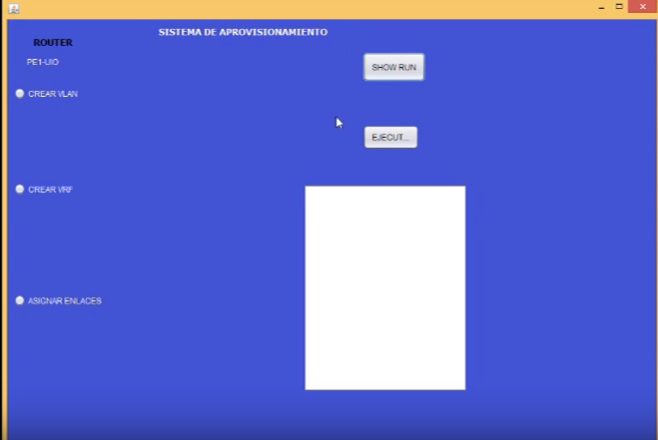 SISTEMA DE APROVISIONAMIENTO
ROUTER
PE1-UIO
SHOW RUN
CREAR VLAN
EJECUT...
CREAR VRF
ASIGNAR ENLACES